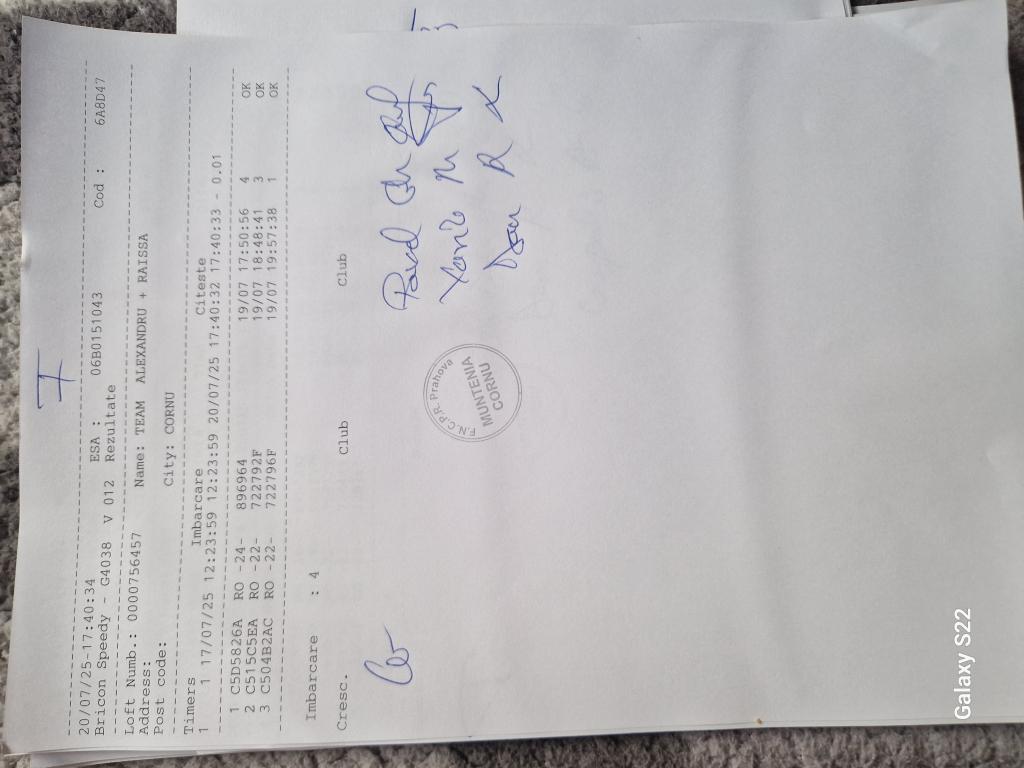 I
20/07/25-17:40:34 ESA : 06B0151043 Cod : 6A8D47
Bricon Speedy - G4038 V 012 Rezultate
Loft Numb.: 0000756457 Name: TEAM ALEXANDRU + RAISSA
Address:
Post code: City: CORNU
Timers Imbarcare Citeste
1 1 17/07/25 12:23:59 12:23:59 20/07/25 17:40:32 17:40:33 - 0.01
1 C5D5826A RO -24- 896964 19/07 17:50:56 4 OK
2 C515C5EA RO -22- 722792F 19/07 18:48:41 3 OK
3 C504B2AC RO -22- 722796F 19/07 19:57:38 1 OK
Imbarcare : 4
Cresc. Club Club
F.N.C.P.R. Prahova
MUNTENIA
CORNU
Galaxy S22